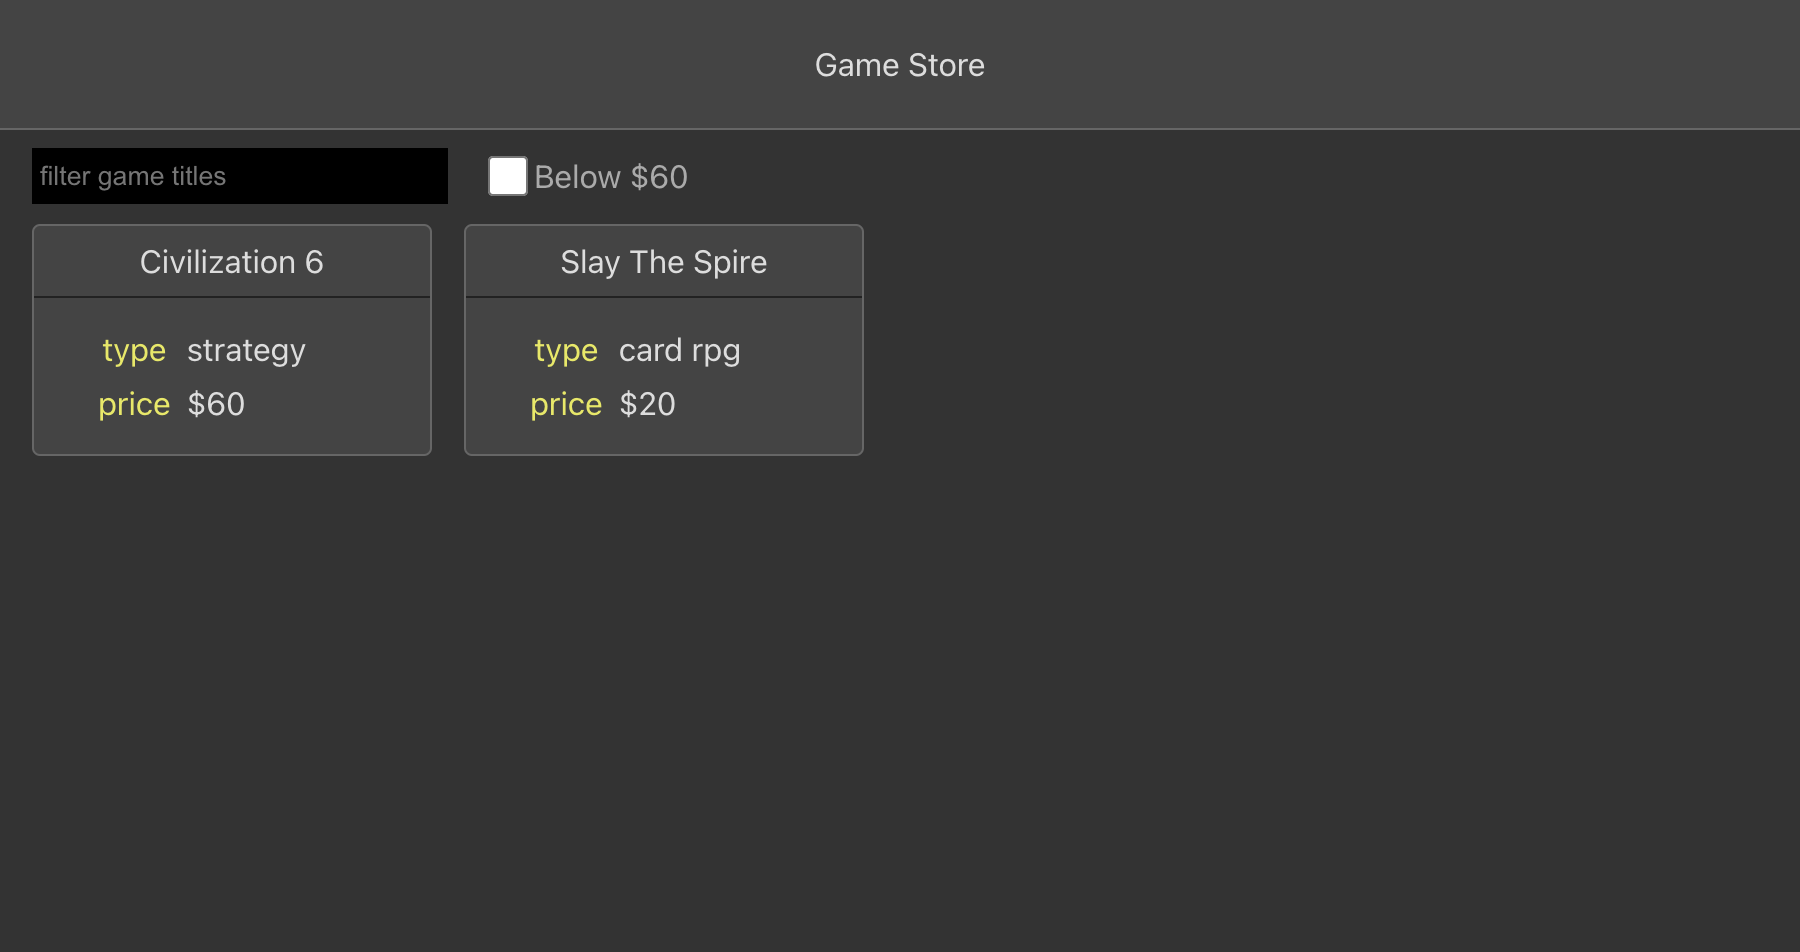 Game Store
filter game titles
Below $60
Civilization 6
type strategy
price $60
Slay The Spire
type card rpg
price $20